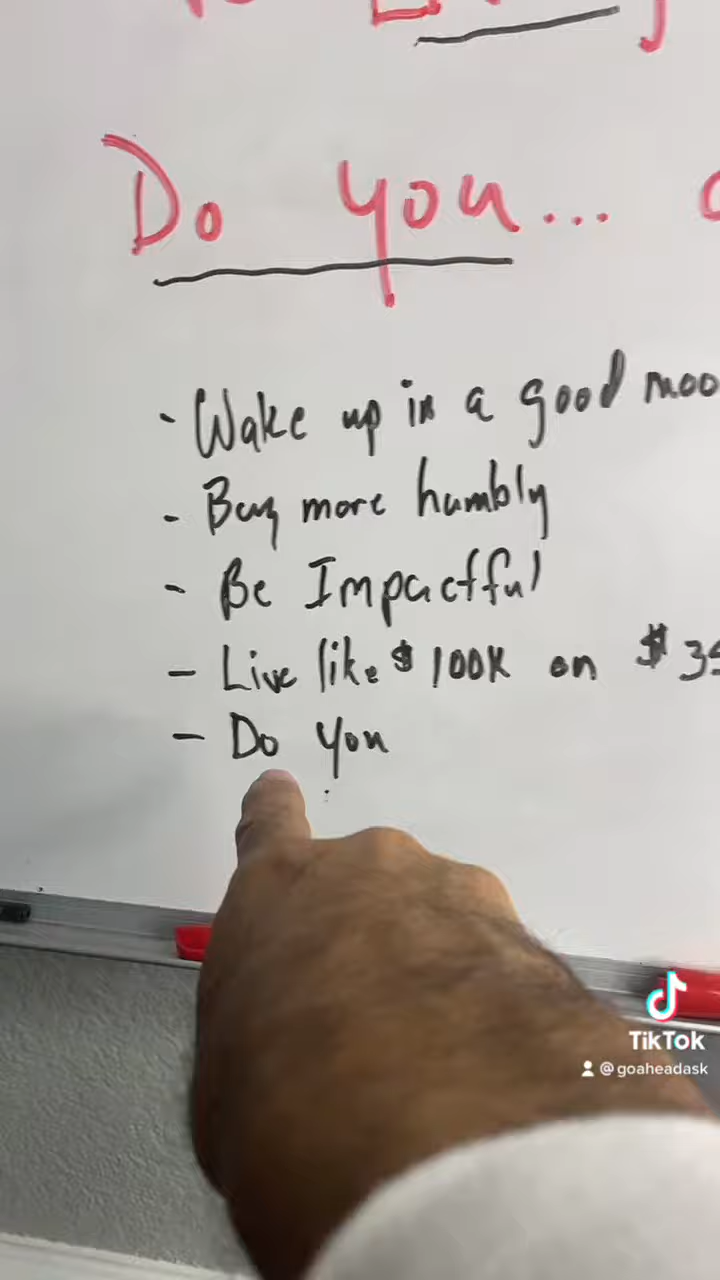 Do you...
- Wake up in a good moo
- Buy more humbly
- Be Impactful
- Live like $100K on $35
- Do you
TikTok
@goaheadask